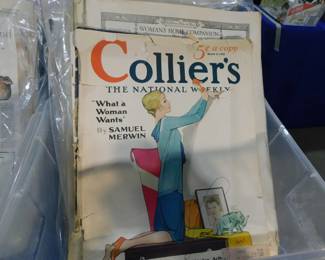 WOMAN'S HOME COMPANION
5¢ a copy
Collier's
THE NATIONAL WEEKLY
"What a
Woman
Wants"
By SAMUEL
MERWIN